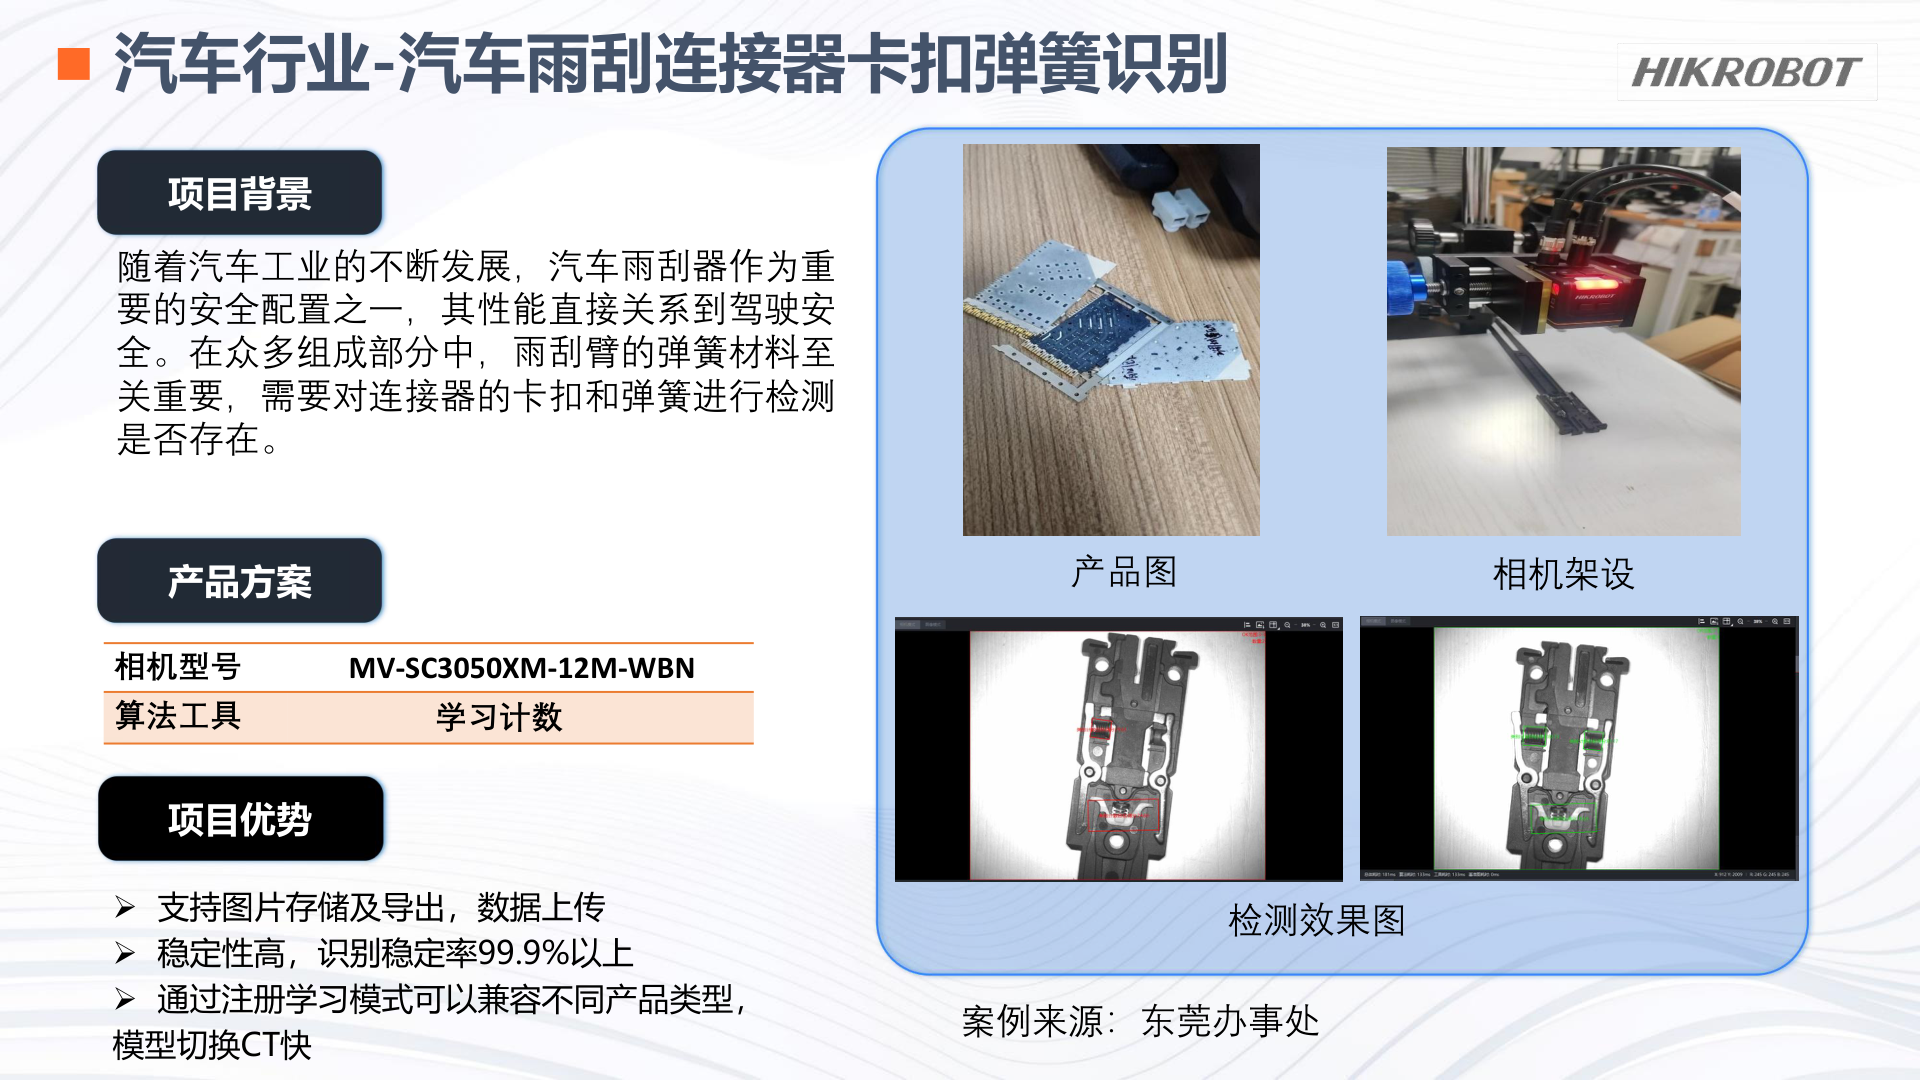 汽车行业-汽车雨刮连接器卡扣弹簧识别
HIKROBOT
项目背景
随着汽车工业的不断发展，汽车雨刮器作为重
要的安全配置之一，其性能直接关系到驾驶安
全。在众多组成部分中，雨刮臂的弹簧材料至
关重要，需要对连接器的卡扣和弹簧进行检测
是否存在。
产品方案
相机型号 MV-SC3050XM-12M-WBN
算法工具 学习计数
项目优势
➢ 支持图片存储及导出，数据上传
➢ 稳定性高，识别稳定率99.9%以上
➢ 通过注册学习模式可以兼容不同产品类型，
模型切换CT快
HIKROBOT
产品图
相机架设
检测效果图
案例来源：东莞办事处